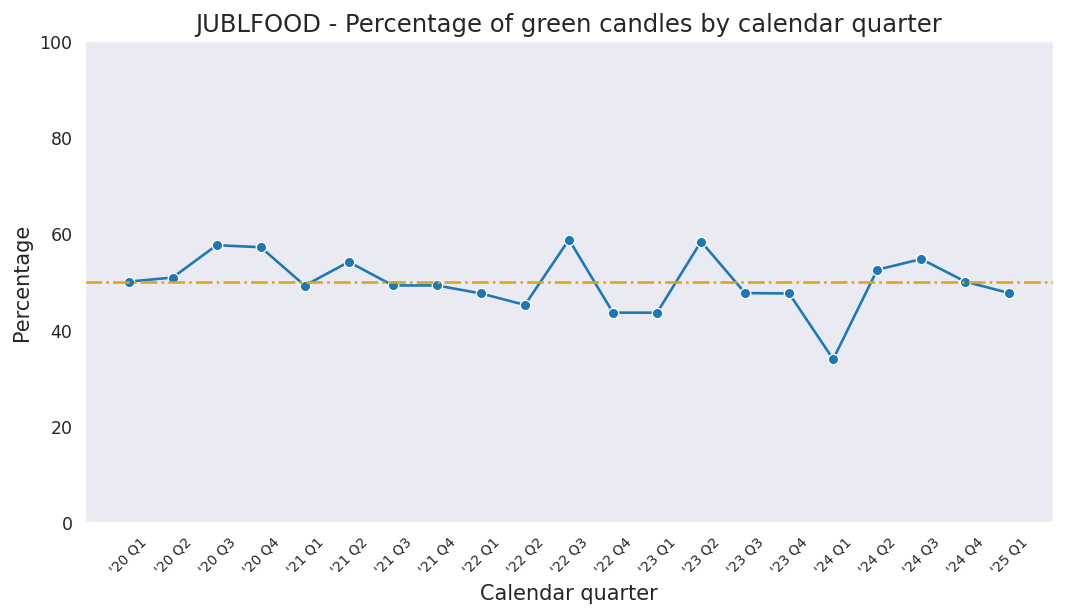 JUBLFOOD - Percentage of green candles by calendar quarter
100
80
60
40
20
0
Percentage
'20 Q1
'20 Q2
'20 Q3
'20 Q4
'21 Q1
'21 Q2
'21 Q3
'21 Q4
'22 Q1
'22 Q2
'22 Q3
'22 Q4
'23 Q1
'23 Q2
'23 Q3
'23 Q4
'24 Q1
'24 Q2
'24 Q3
'24 Q4
'25 Q1
Calendar quarter